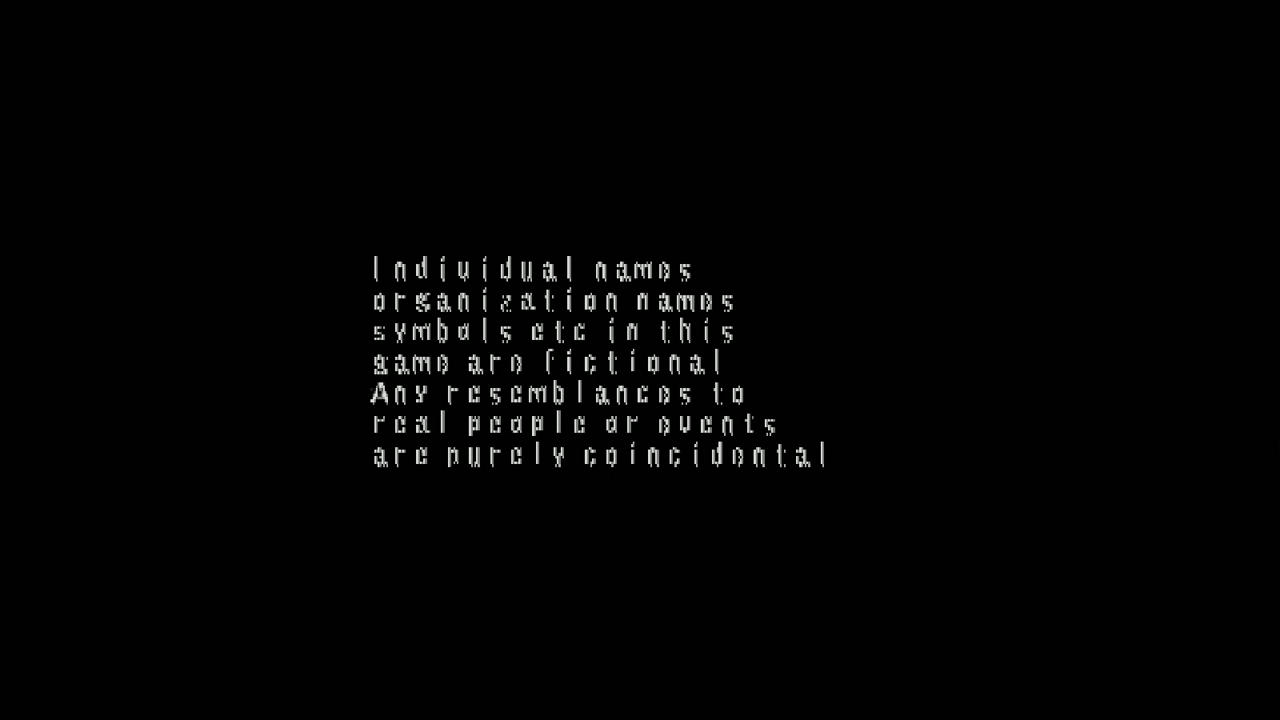 Individual names
organization names
symbols etc in this
game are fictional
Any resemblances to
real people or events
are purely coincidental